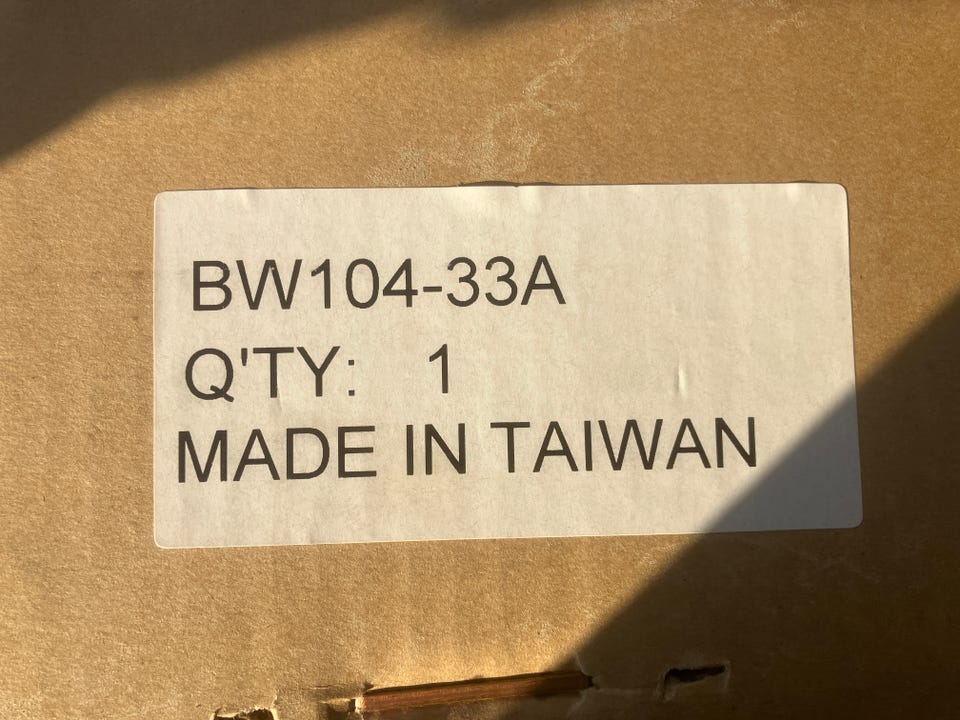 BW104-33A
Q'TY: 1
MADE IN TAIWAN